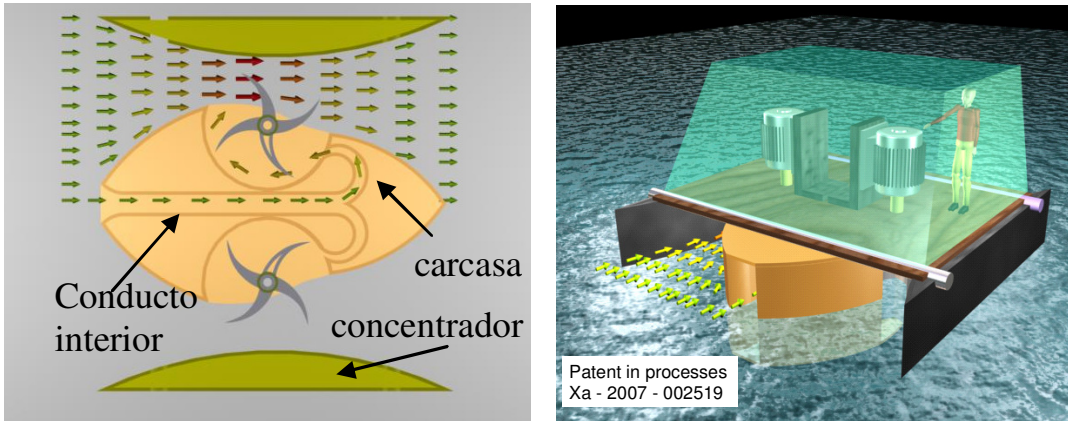 carcasa
Conducto
interior
concentrador
Patent in processes
Xa - 2007 - 002519